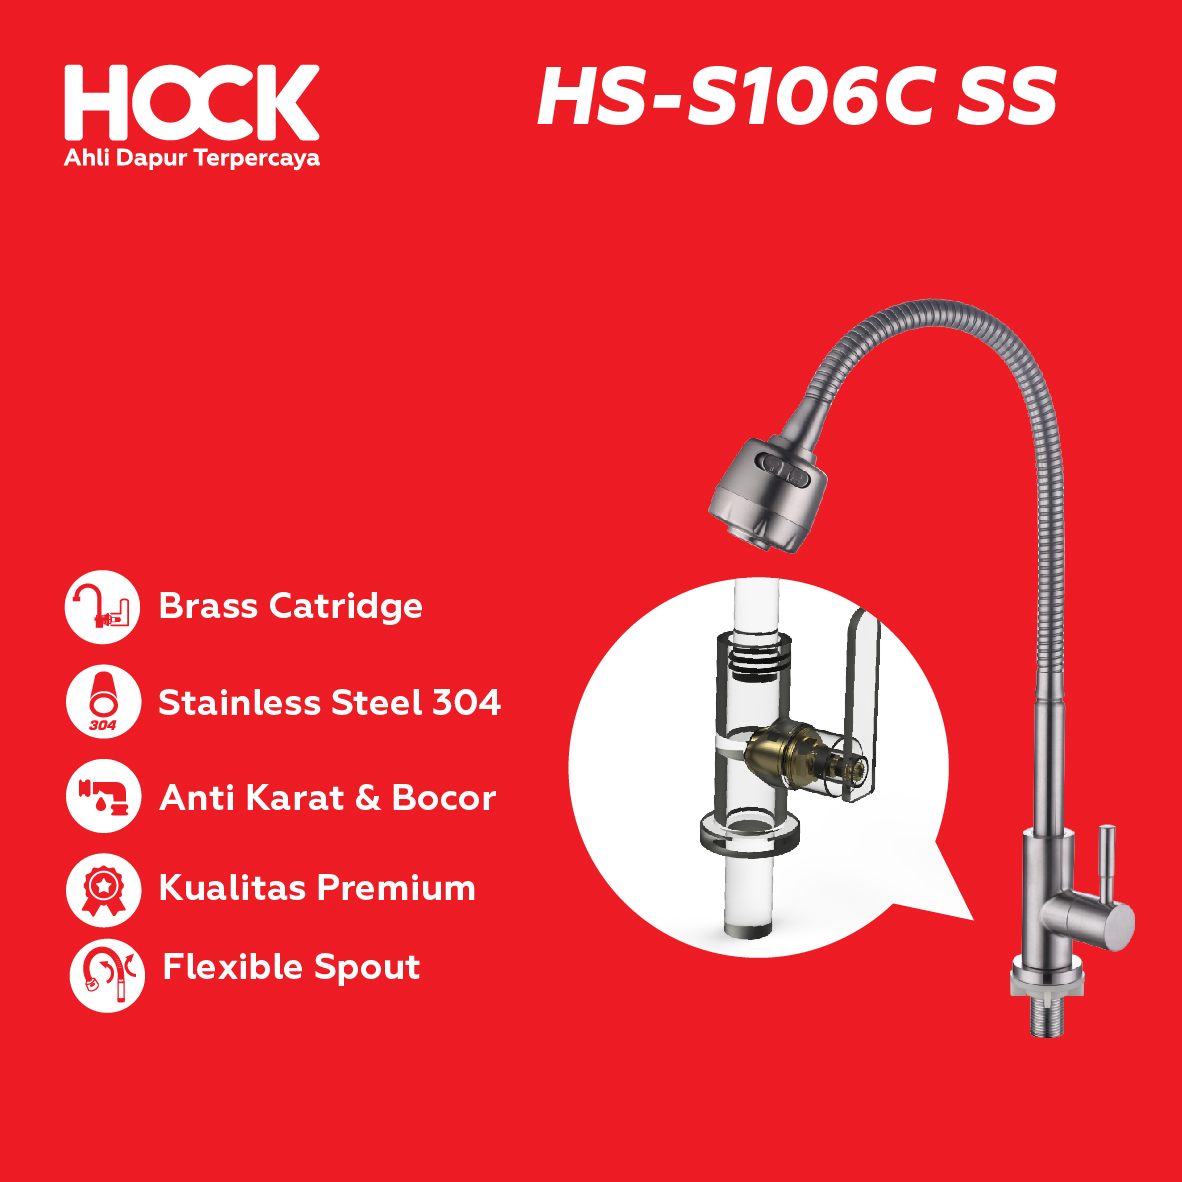 HOCK
Ahli Dapur Terpercaya
HS-S106C SS
Brass Catridge
304
Stainless Steel 304
Anti Karat & Bocor
Kualitas Premium
Flexible Spout